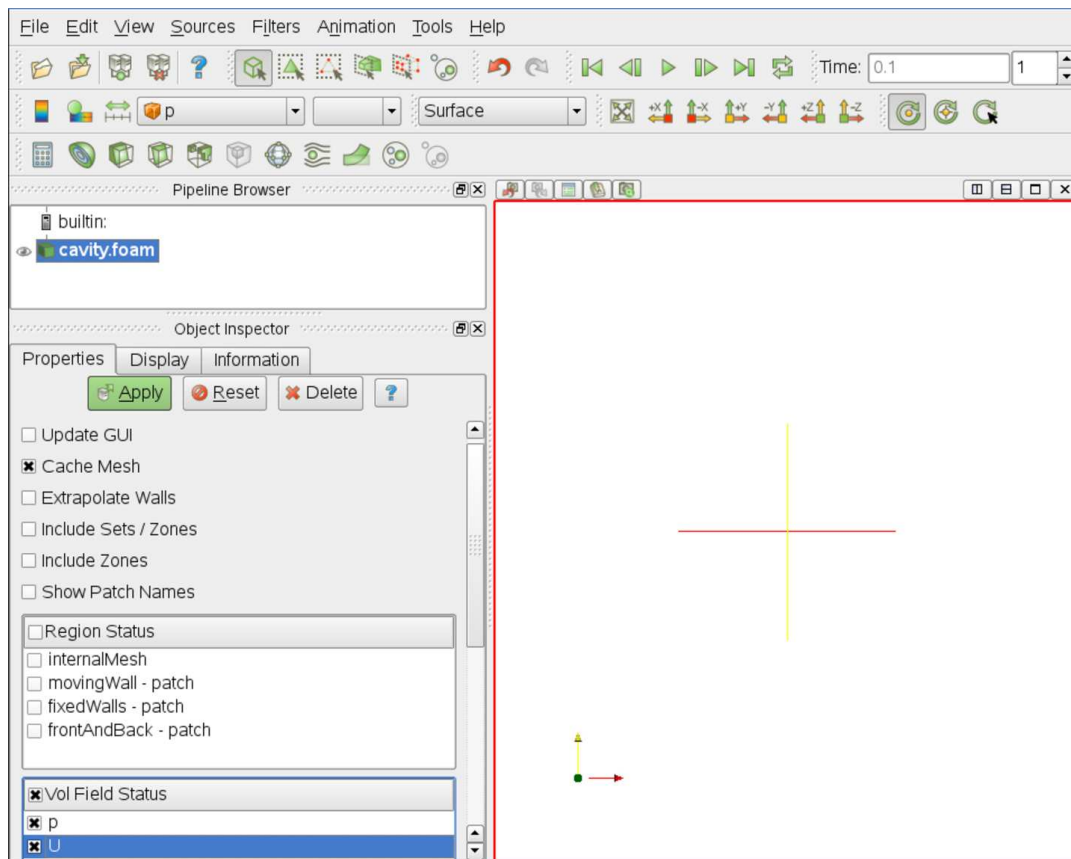 File Edit View Sources Filters Animation Tools Help
? Time: 0.1 1
p Surface +X -X +Y -Y +Z -Z
Pipeline Browser
builtin:
cavity.foam
Object Inspector
Properties Display Information
Apply Reset Delete ?
Update GUI
Cache Mesh
Extrapolate Walls
Include Sets / Zones
Include Zones
Show Patch Names
Region Status
internalMesh
movingWall - patch
fixedWalls - patch
frontAndBack - patch
Vol Field Status
p
U